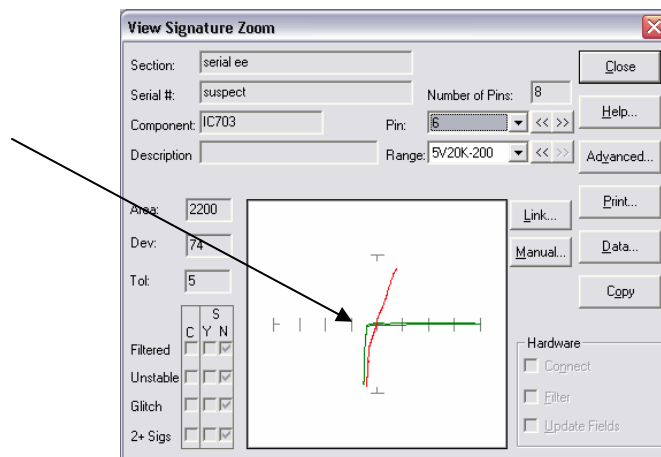 View Signature Zoom
Section: serial ee
Close
Serial #: suspect Number of Pins: 8
Help...
Component: IC703 Pin: 6 << >>
Description Range: 5V20K-200 << >> Advanced...
Area: 2200 Print...
Link...
Dev: 74 Manual... Data...
Tol: 5
Copy
S
C Y N
Hardware
Filtered Connect
Unstable Filter
Glitch Update Fields
2+ Sigs